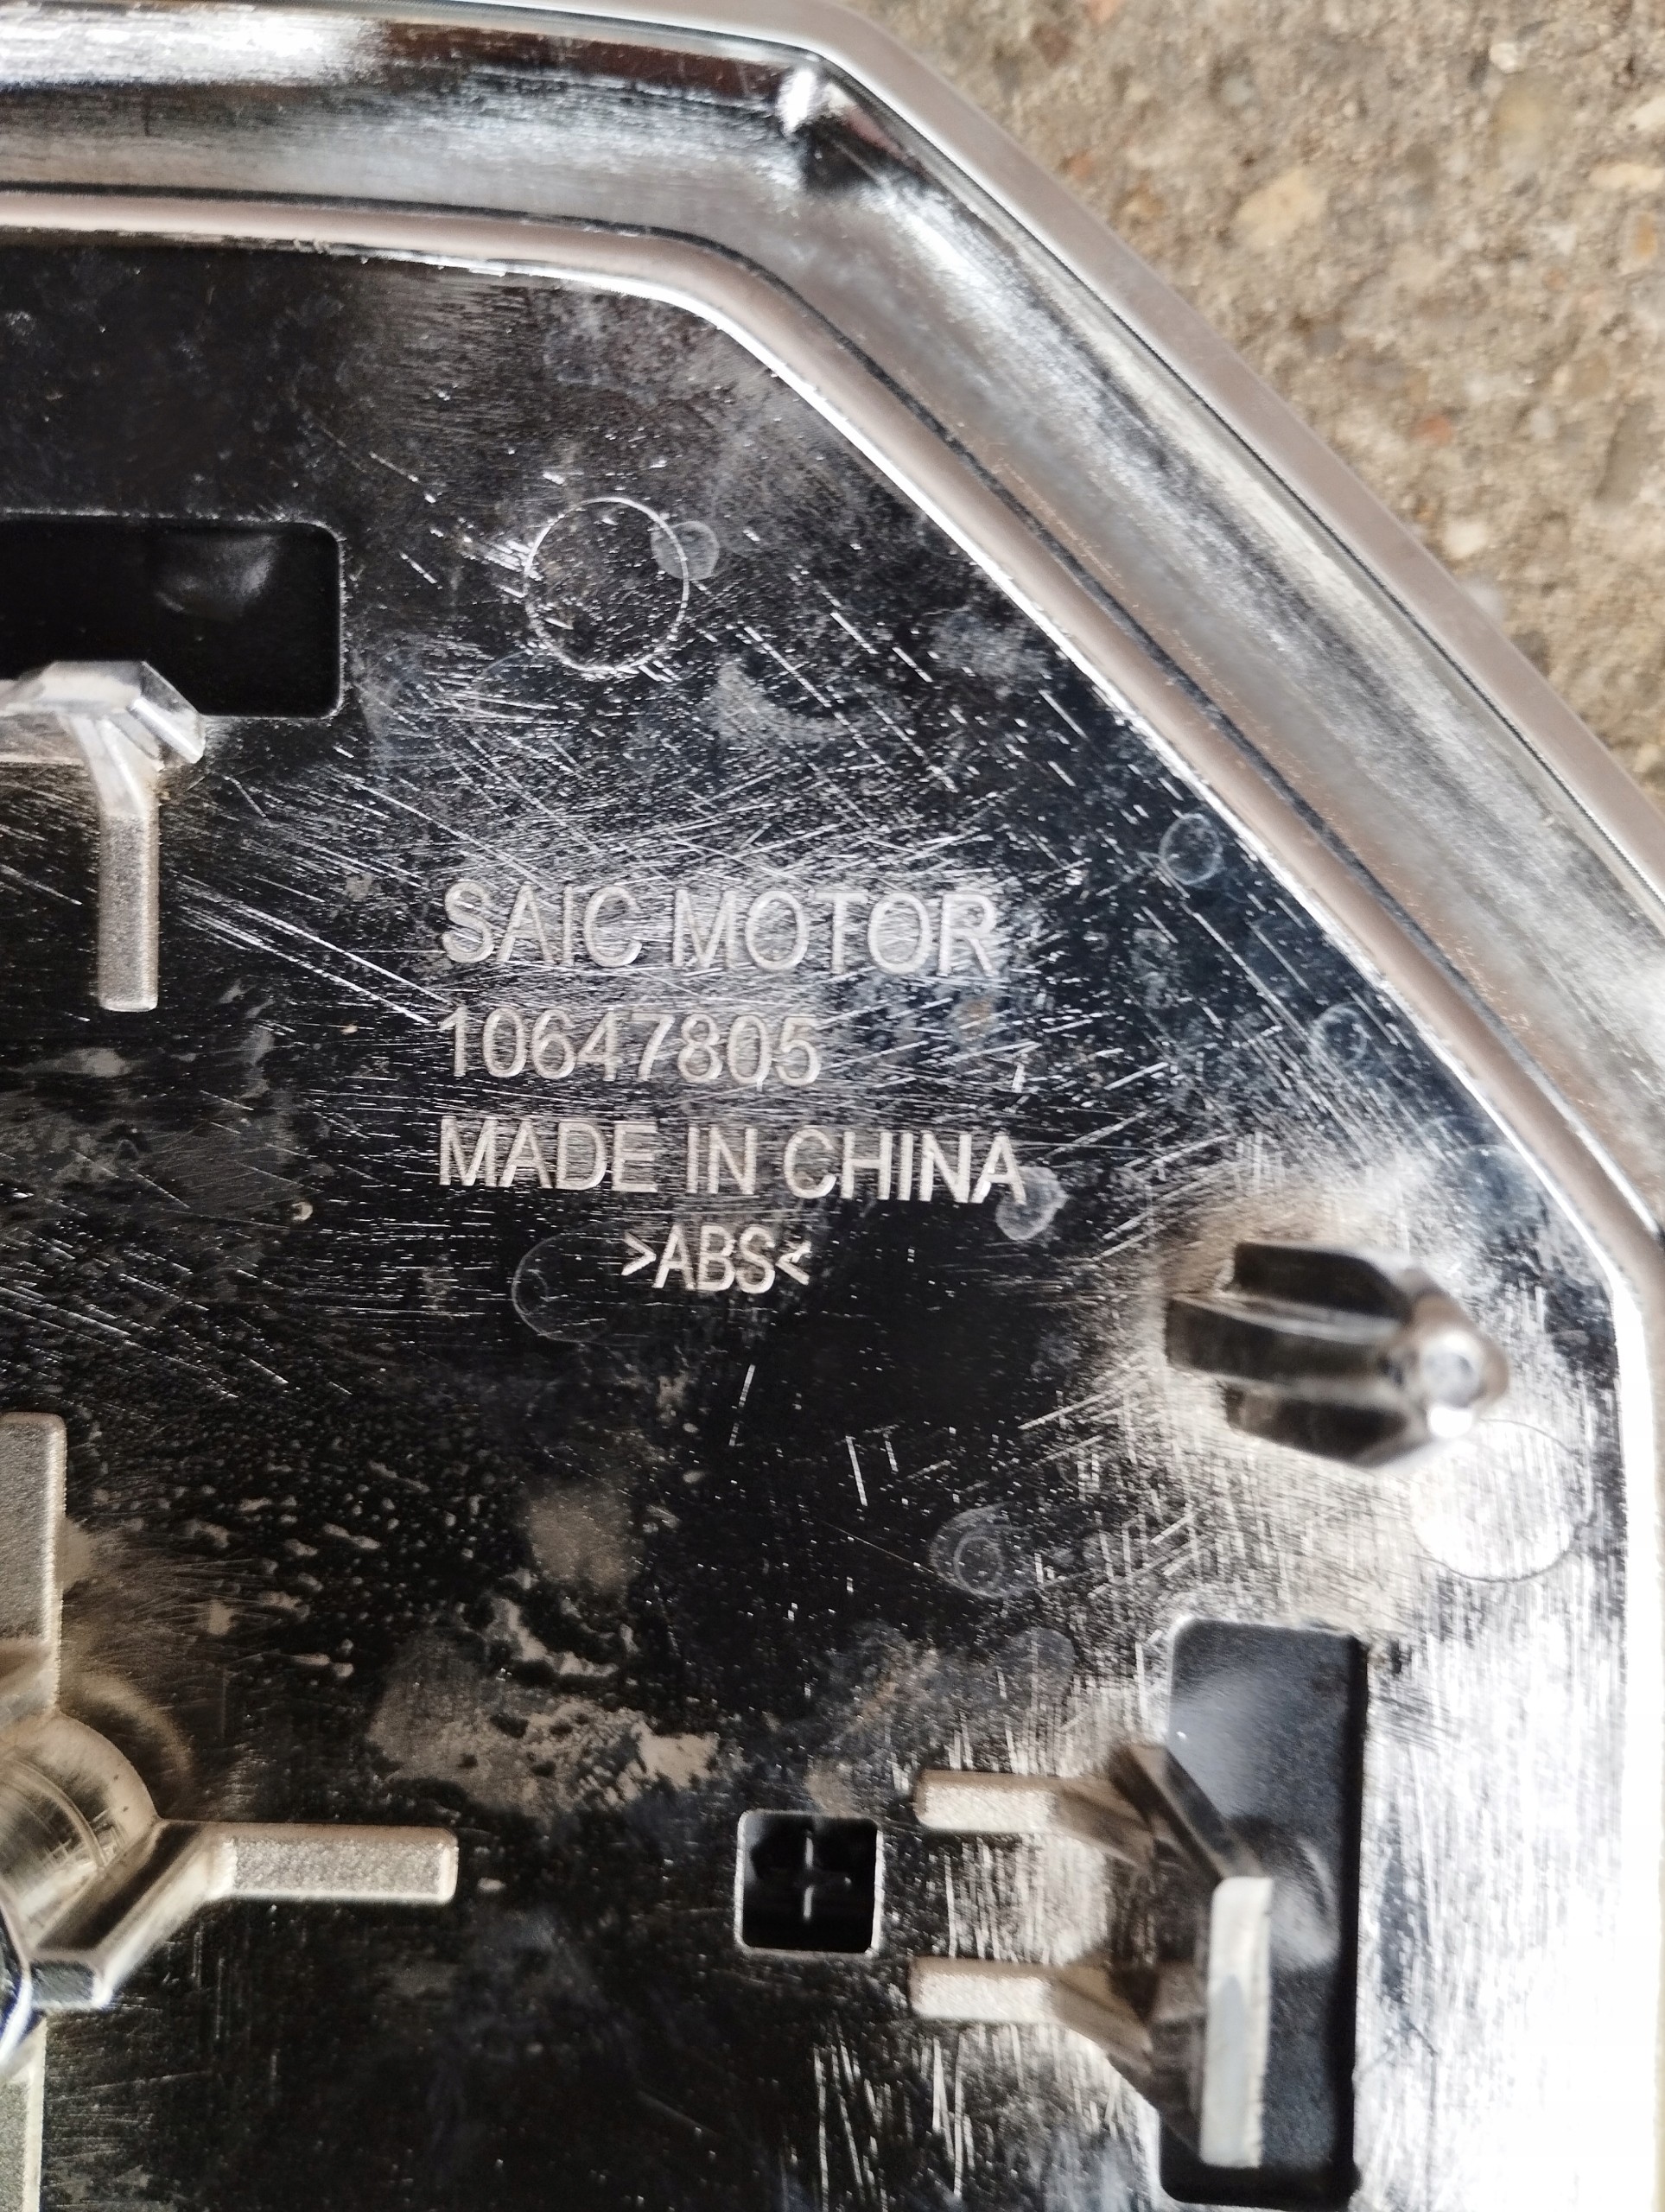 SAIC MOTOR
10647805
MADE IN CHINA
>ABS<